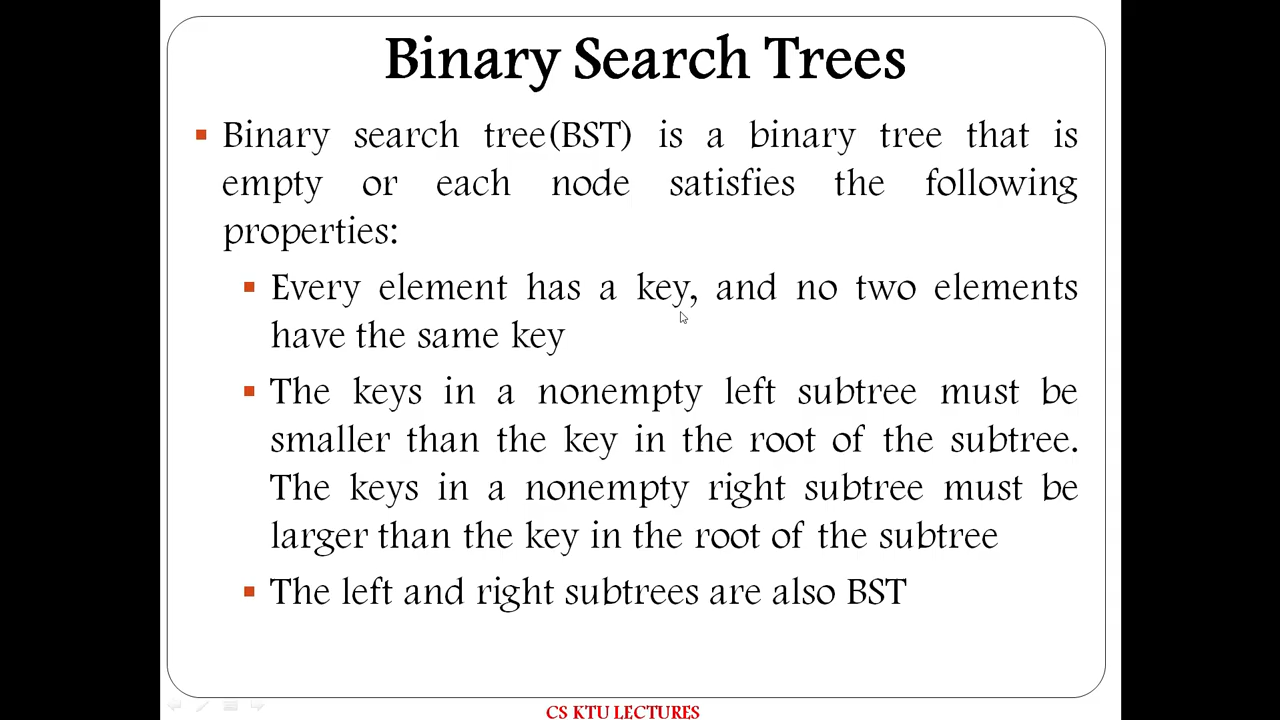 Binary Search Trees
Binary search tree(BST) is a binary tree that is
empty or each node satisfies the following
properties:
Every element has a key, and no two elements
have the same key
The keys in a nonempty left subtree must be
smaller than the key in the root of the subtree.
The keys in a nonempty right subtree must be
larger than the key in the root of the subtree
The left and right subtrees are also BST
CS KTU LECTURES